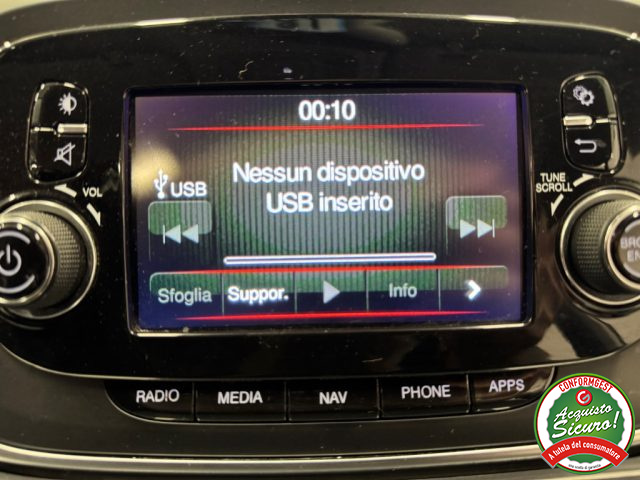 00:10
USB
Nessun dispositivo
USB inserito
Sfoglia
Suppor.
Info
VOL
TUNE
SCROLL
RADIO
MEDIA
NAV
PHONE
APPS
CONFORMGEST
Acquisto
Sicuro!
A tutela del consumatore